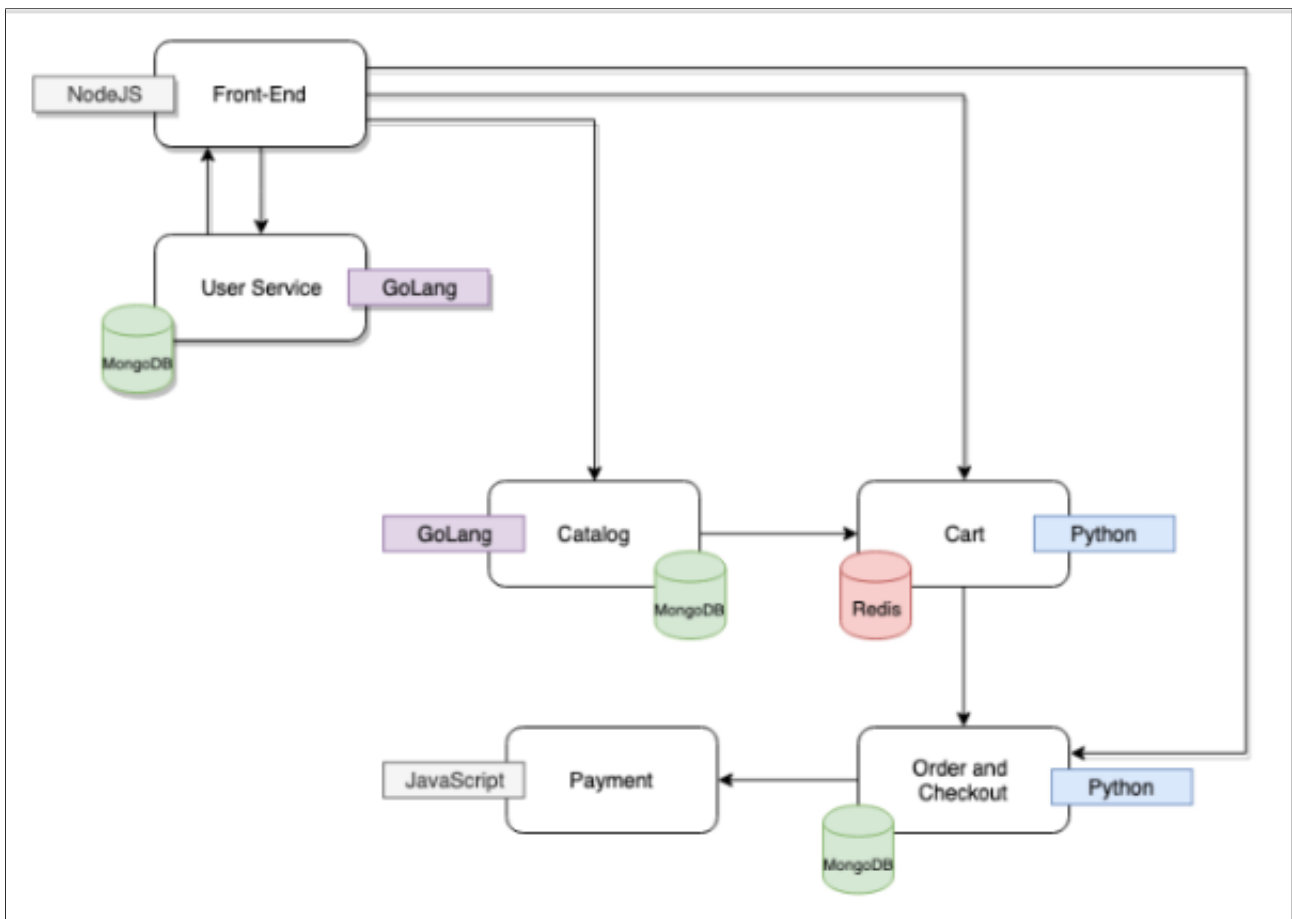 NodeJS
Front-End
User Service
GoLang
MongoDB
GoLang
Catalog
Cart
Python
MongoDB
Redis
JavaScript
Payment
Order and
Checkout
Python
MongoDB